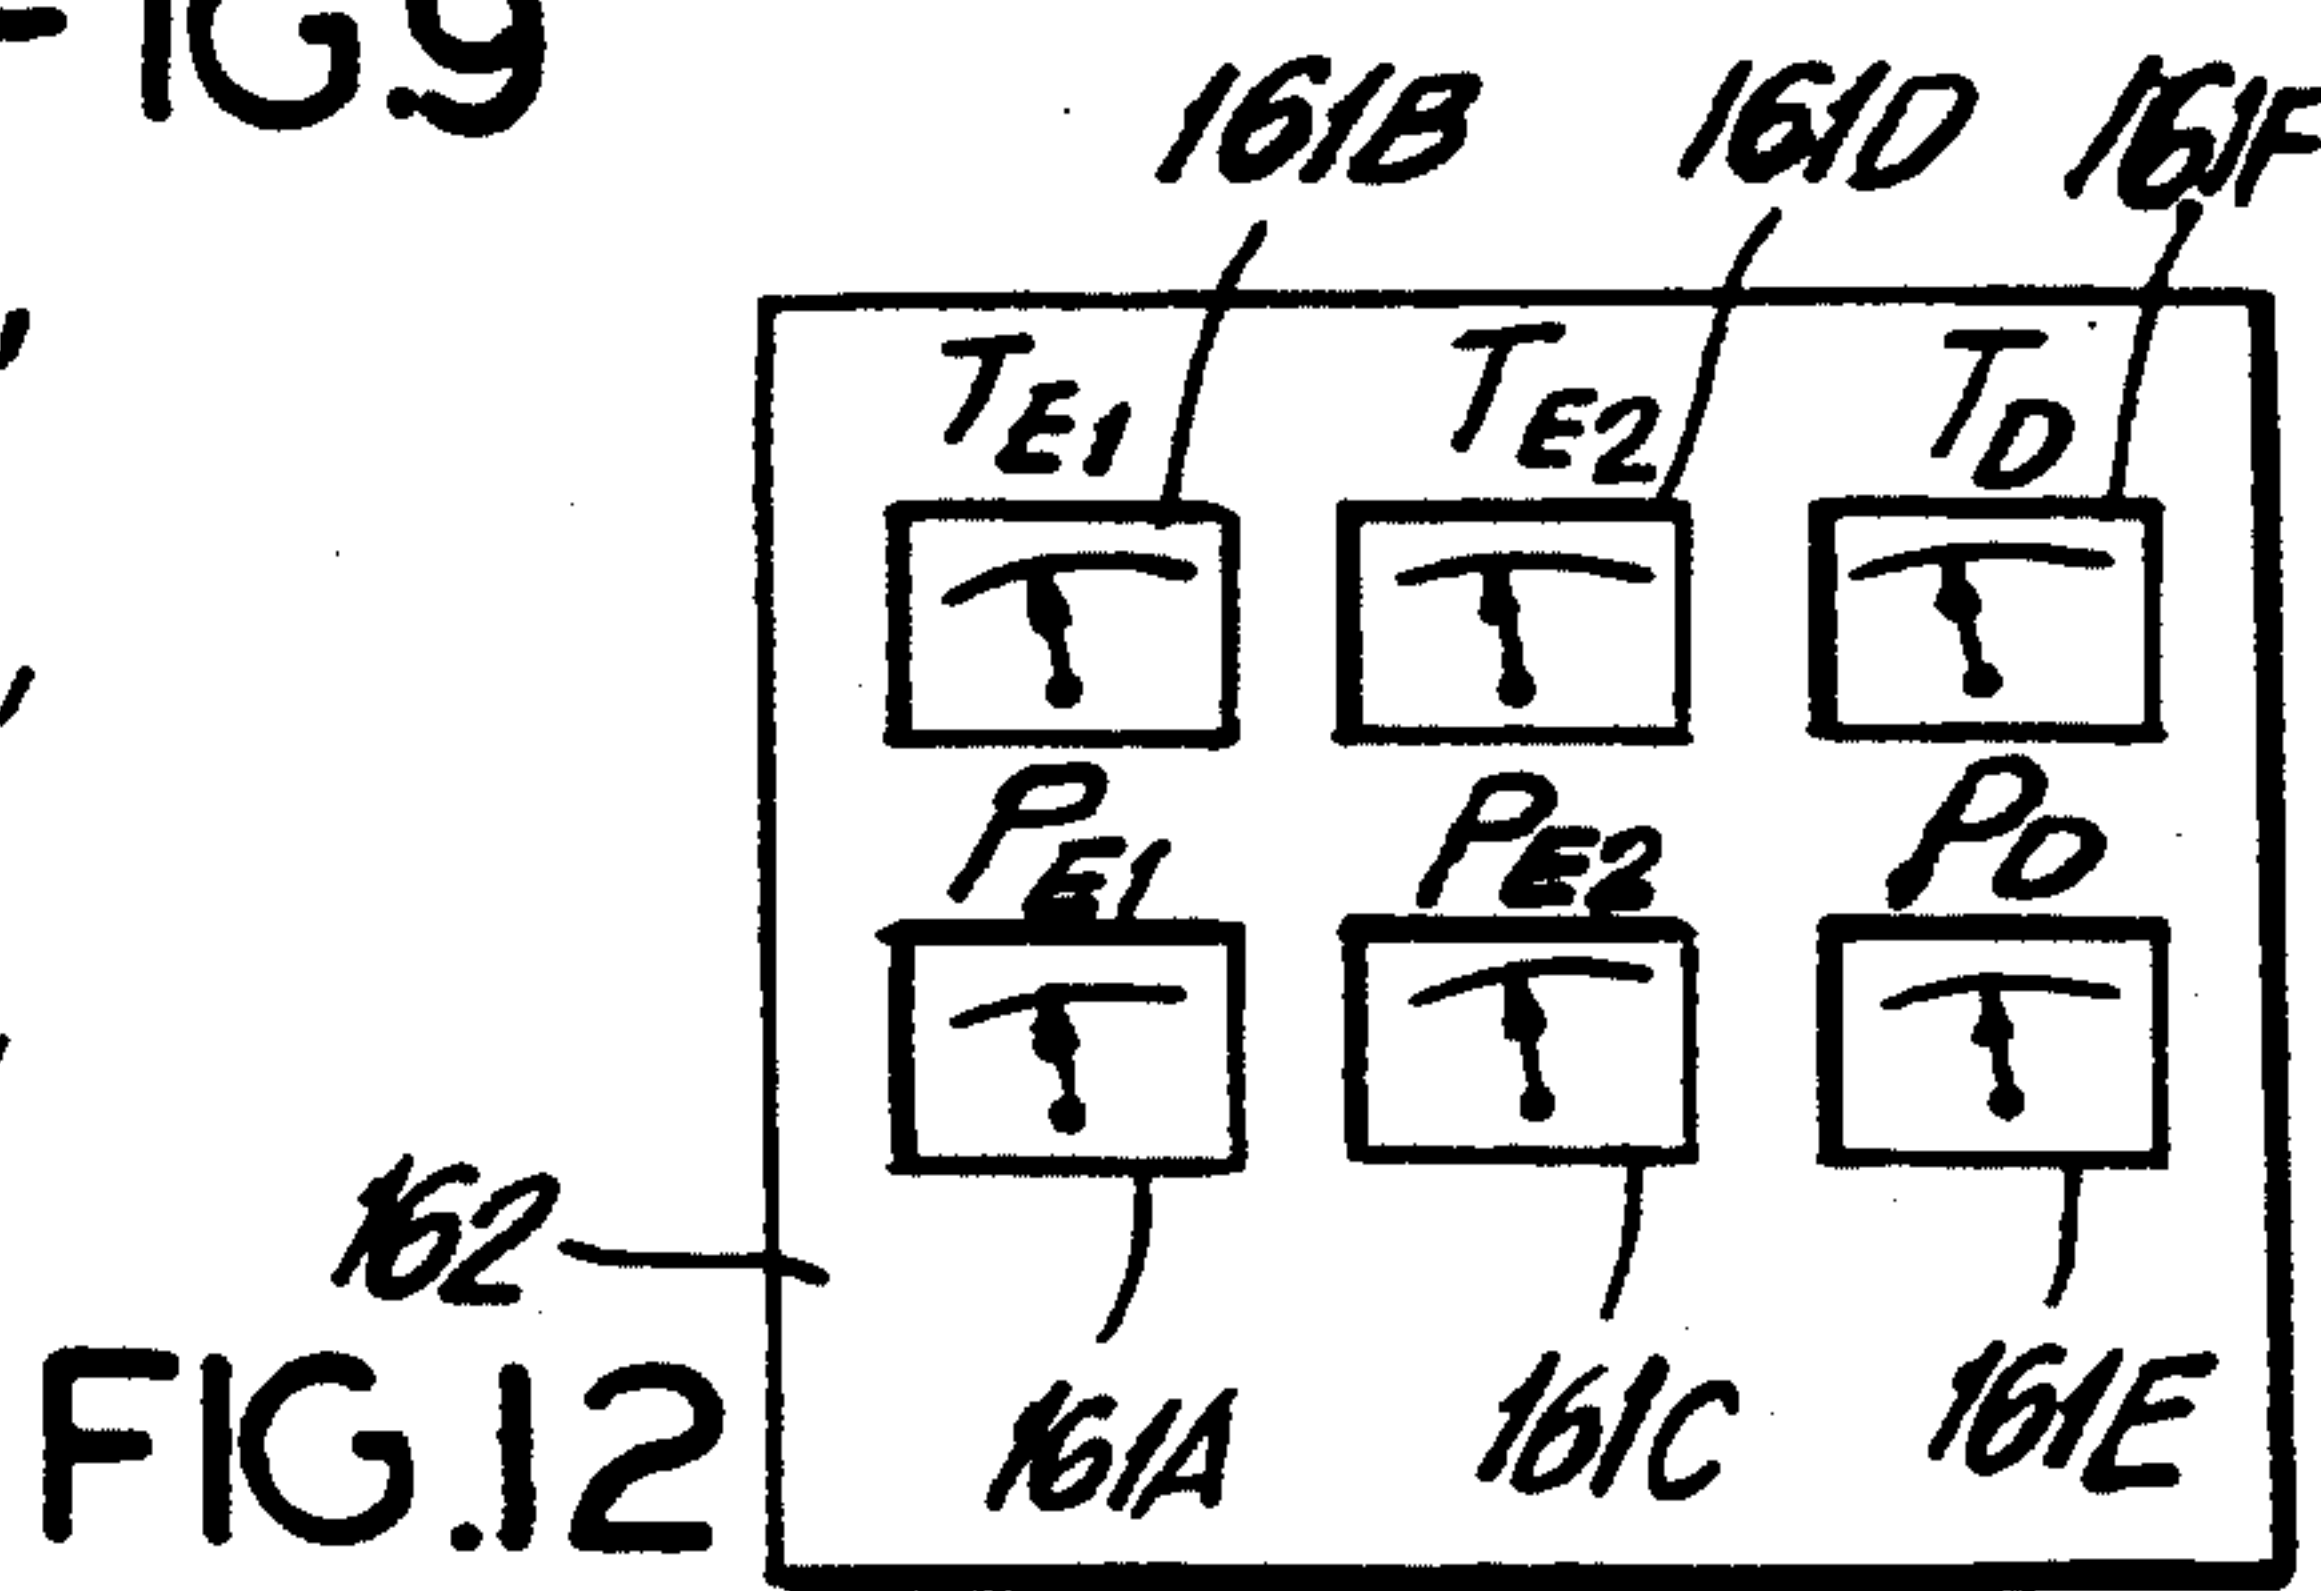 FIG.9
161B 161D 161F
TE1 TE2 TD
PE1 PE2 PD
162
161A 161C 161E
FIG.12